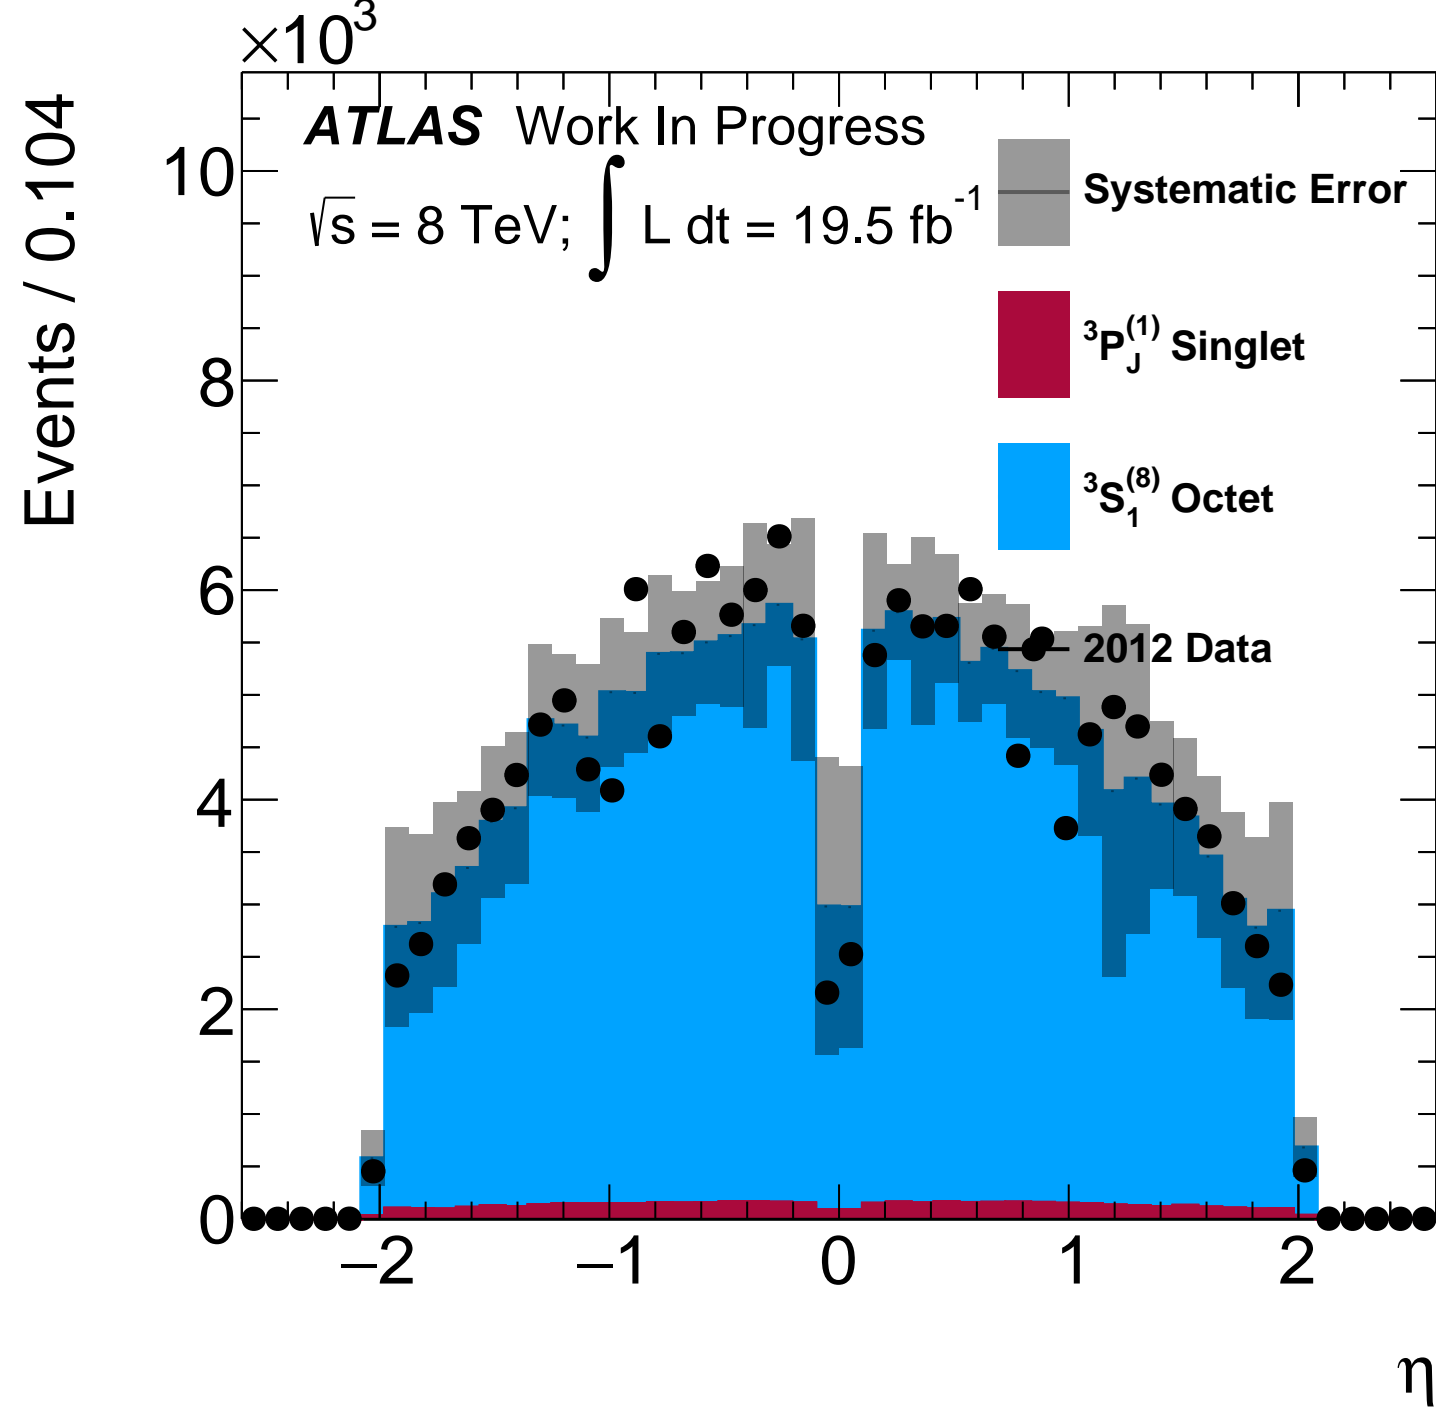 ×10³
Events / 0.104
ATLAS Work In Progress
√s = 8 TeV; ∫ L dt = 19.5 fb⁻¹
Systematic Error
³P_J^(1) Singlet
³S_1^(8) Octet
2012 Data
10
8
6
4
2
0
−2 −1 0 1 2
η